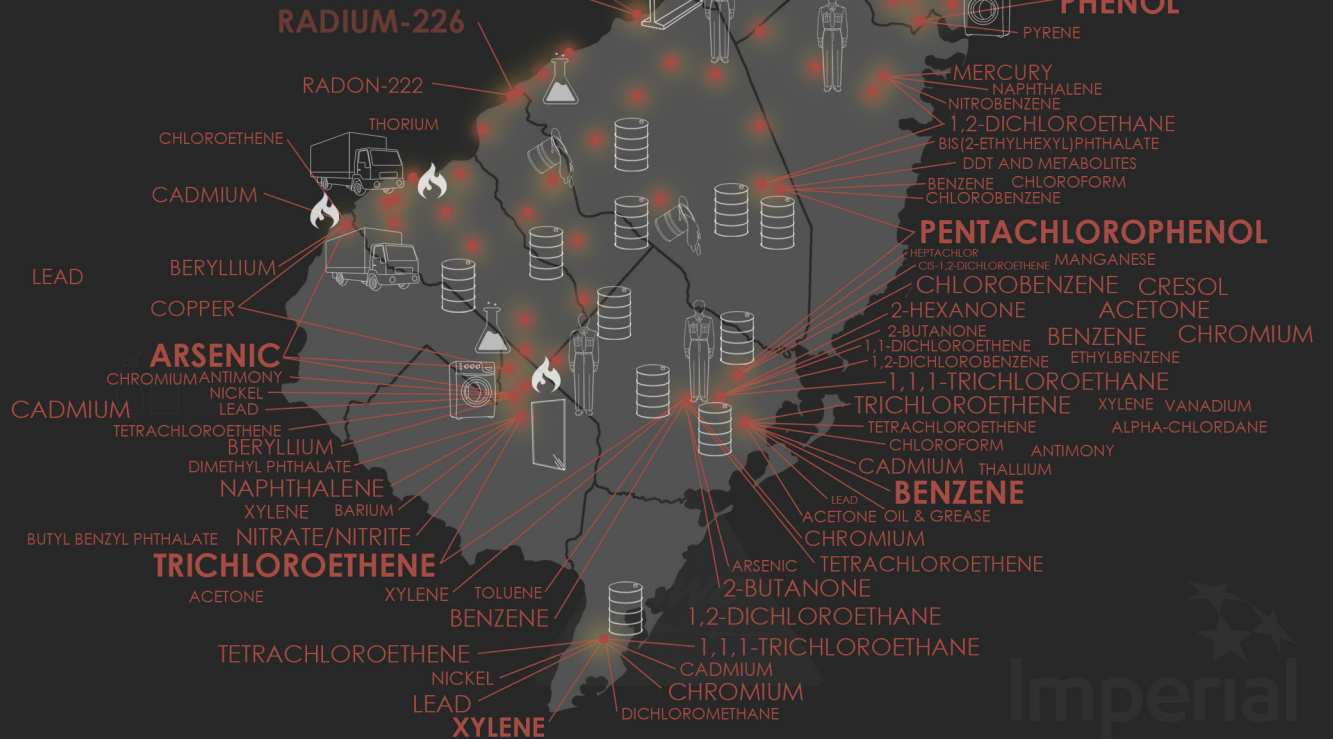 RADIUM-226
PHENOL
PYRENE
RADON-222
MERCURY
NAPHTHALENE
NITROBENZENE
THORIUM
1,2-DICHLOROETHANE
CHLOROETHENE
BIS(2-ETHYLHEXYL)PHTHALATE
DDT AND METABOLITES
CADMIUM
BENZENE CHLOROFORM
CHLOROBENZENE
PENTACHLOROPHENOL
HEPTACHLOR
CIS-1,2-DICHLOROETHENE MANGANESE
BERYLLIUM
LEAD
CHLOROBENZENE CRESOL
COPPER
2-HEXANONE ACETONE
2-BUTANONE BENZENE CHROMIUM
1,1-DICHLOROETHENE
ARSENIC
1,2-DICHLOROBENZENE ETHYLBENZENE
CHROMIUM ANTIMONY
1,1,1-TRICHLOROETHANE
NICKEL
CADMIUM LEAD
TRICHLOROETHENE XYLENE VANADIUM
TETRACHLOROETHENE
TETRACHLOROETHENE ALPHA-CHLORDANE
BERYLLIUM
CHLOROFORM ANTIMONY
DIMETHYL PHTHALATE
CADMIUM THALLIUM
NAPHTHALENE
BENZENE
LEAD
XYLENE BARIUM
ACETONE OIL & GREASE
BUTYL BENZYL PHTHALATE NITRATE/NITRITE
CHROMIUM
TRICHLOROETHENE
ARSENIC TETRACHLOROETHENE
ACETONE XYLENE TOLUENE
2-BUTANONE
BENZENE
1,2-DICHLOROETHANE
TETRACHLOROETHENE
1,1,1-TRICHLOROETHANE
NICKEL
CADMIUM
LEAD
CHROMIUM
XYLENE
DICHLOROMETHANE
Imperial